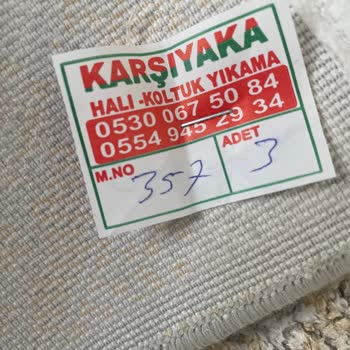 KARŞIYAKA
HALI -KOLTUK YIKAMA
0530 067 50 84
0554 945 29 34
M.NO 357 ADET 3